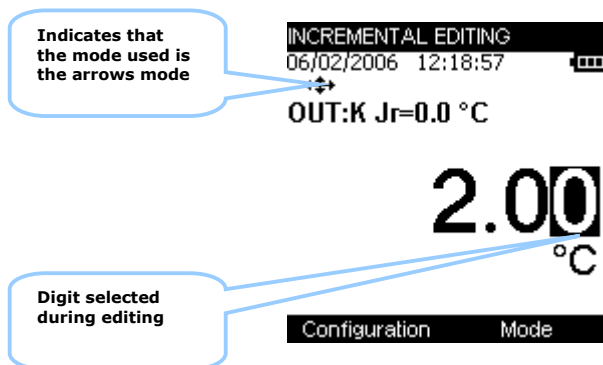 Indicates that
the mode used is
the arrows mode
INCREMENTAL EDITING
06/02/2006 12:18:57
OUT:K Jr=0.0 °C
2.00
°C
Digit selected
during editing
Configuration Mode